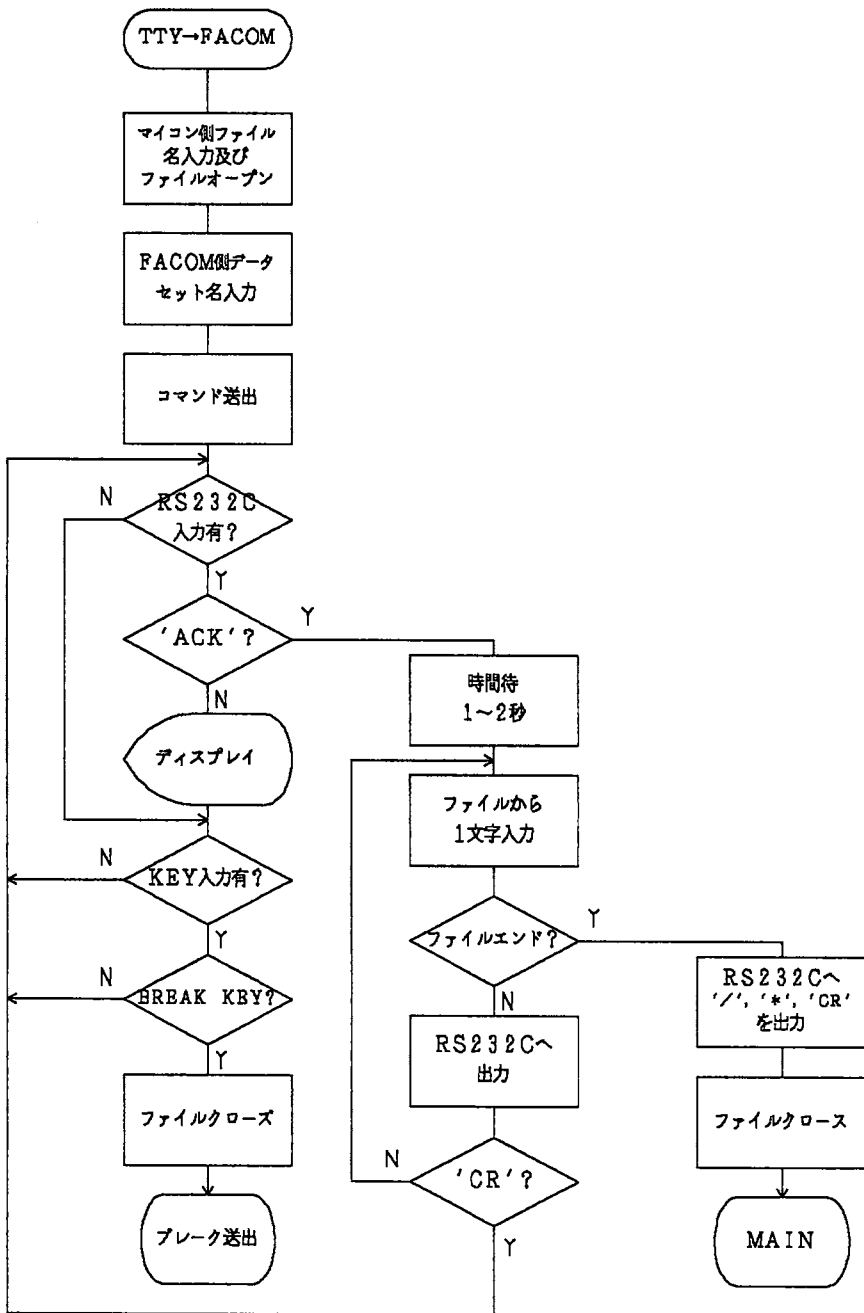 TTY→FACOM
マイコン側ファイル
名入力及び
ファイルオープン
FACOM側データ
セット名入力
コマンド送出
N
RS232C
入力有?
Y
'ACK'?
Y
N
ディスプレイ
N
KEY入力有?
Y
N
BREAK KEY?
Y
ファイルクローズ
ブレーク送出
時間待
1~2秒
ファイルから
1文字入力
ファイルエンド?
Y
N
RS232Cへ
出力
N
'CR'?
Y
RS232Cへ
'/', '*', 'CR'
を出力
ファイルクロース
MAIN